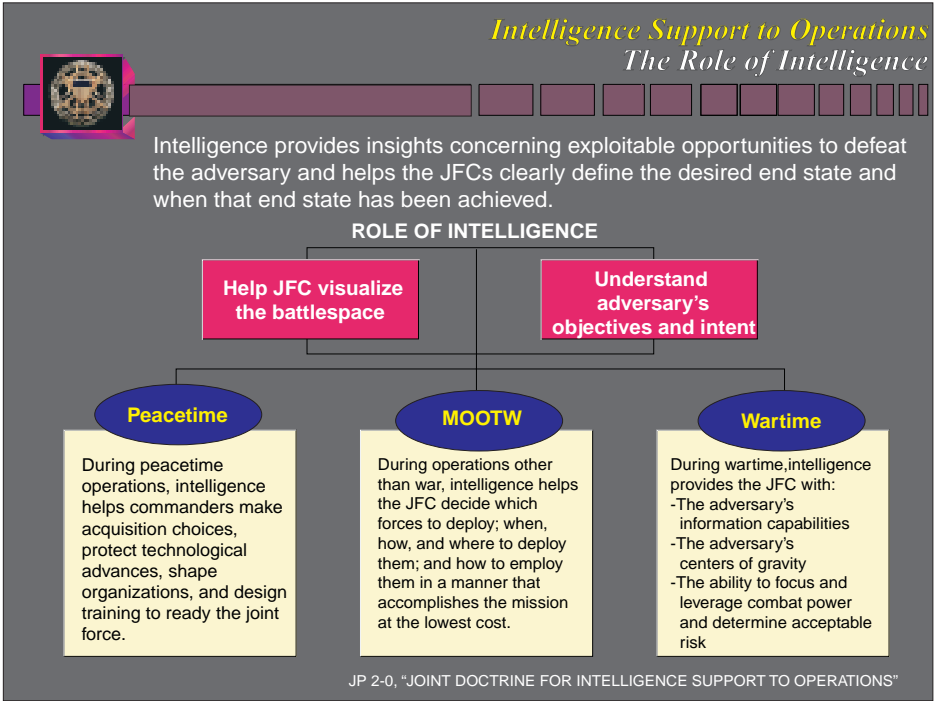 Intelligence Support to Operations
The Role of Intelligence
Intelligence provides insights concerning exploitable opportunities to defeat
the adversary and helps the JFCs clearly define the desired end state and
when that end state has been achieved.
ROLE OF INTELLIGENCE
Help JFC visualize
the battlespace
Understand
adversary's
objectives and intent
Peacetime
During peacetime
operations, intelligence
helps commanders make
acquisition choices,
protect technological
advances, shape
organizations, and design
training to ready the joint
force.
MOOTW
During operations other
than war, intelligence helps
the JFC decide which
forces to deploy; when,
how, and where to deploy
them; and how to employ
them in a manner that
accomplishes the mission
at the lowest cost.
Wartime
During wartime,intelligence
provides the JFC with:
-The adversary's
information capabilities
-The adversary's
centers of gravity
-The ability to focus and
leverage combat power
and determine acceptable
risk
JP 2-0, "JOINT DOCTRINE FOR INTELLIGENCE SUPPORT TO OPERATIONS"